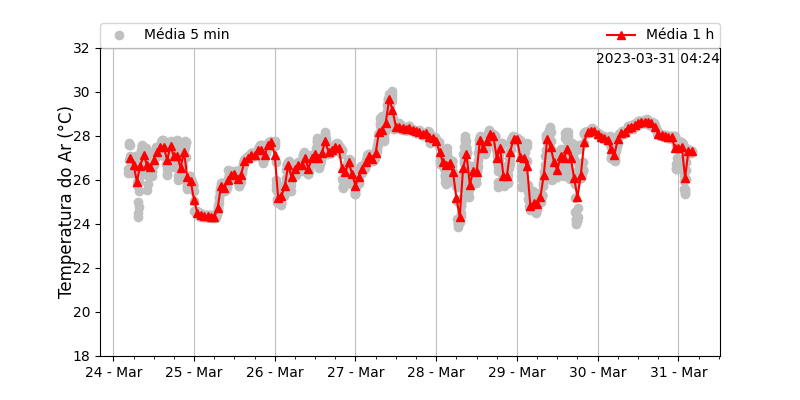 Média 5 min
Média 1 h
2023-03-31 04:24
Temperatura do Ar (°C)
32
30
28
26
24
22
20
18
24 - Mar
25 - Mar
26 - Mar
27 - Mar
28 - Mar
29 - Mar
30 - Mar
31 - Mar